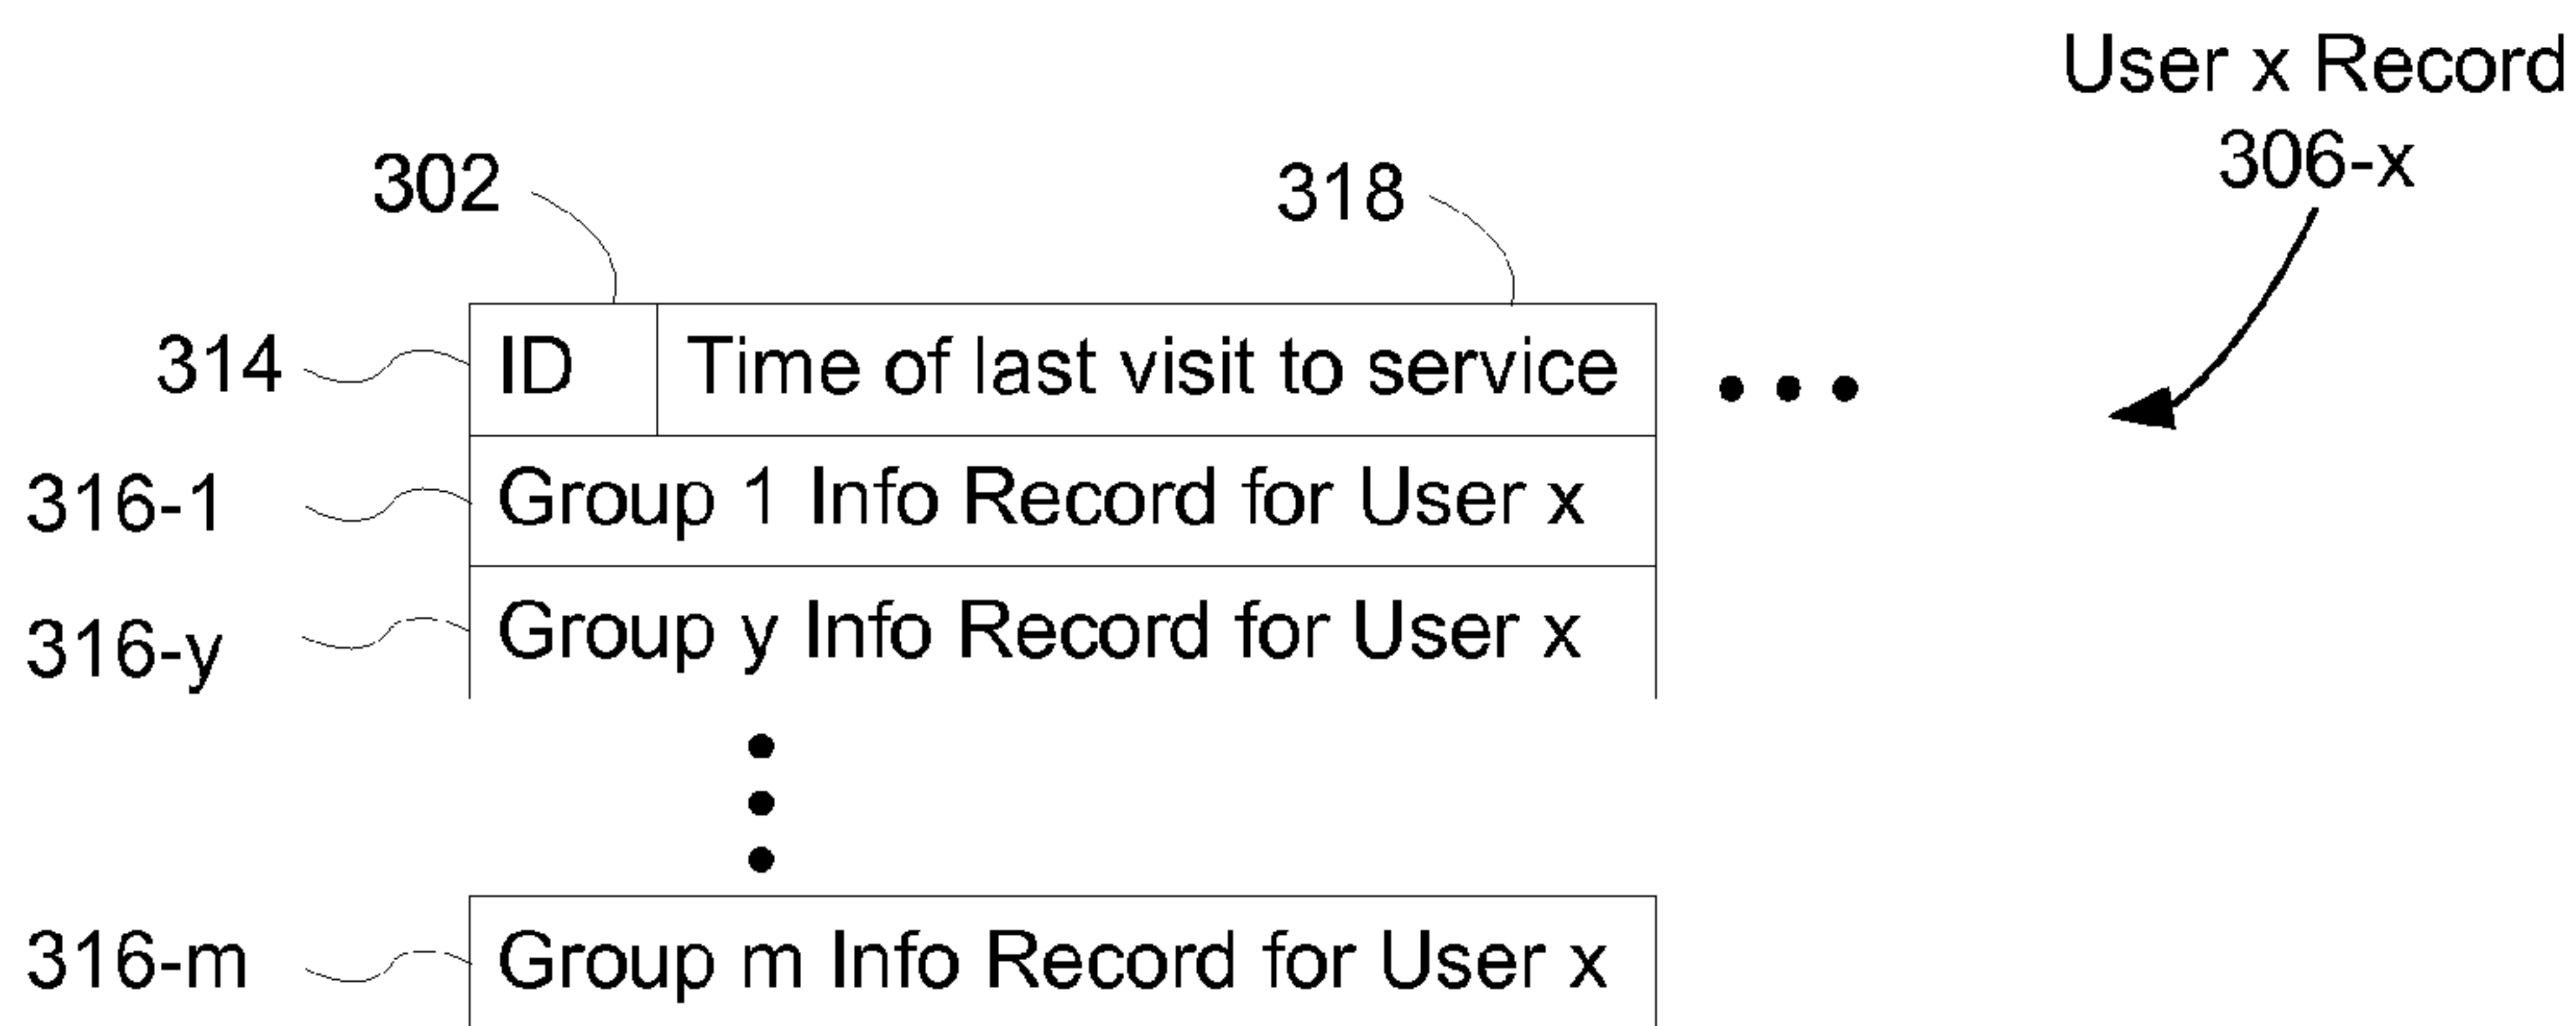 User x Record
306-x
302
318
314
ID
Time of last visit to service
316-1
Group 1 Info Record for User x
316-y
Group y Info Record for User x
316-m
Group m Info Record for User x